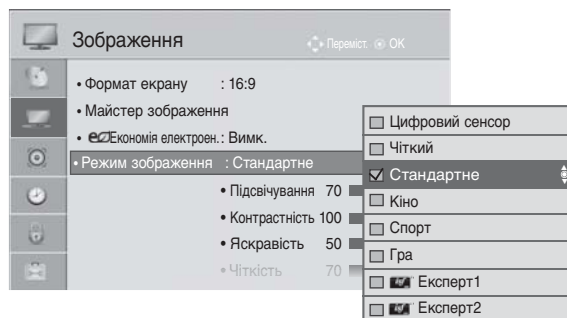 Зображення
Переміст. OK
• Формат екрану : 16:9
• Майстер зображення
• eco Економія електроен.: Вимк.
• Режим зображення : Стандартне
• Підсвічування 70
• Контрастність 100
• Яскравість 50
• Чіткість 70
Цифровий сенсор
Чіткий
Стандартне
Кіно
Спорт
Гра
Експерт1
Експерт2